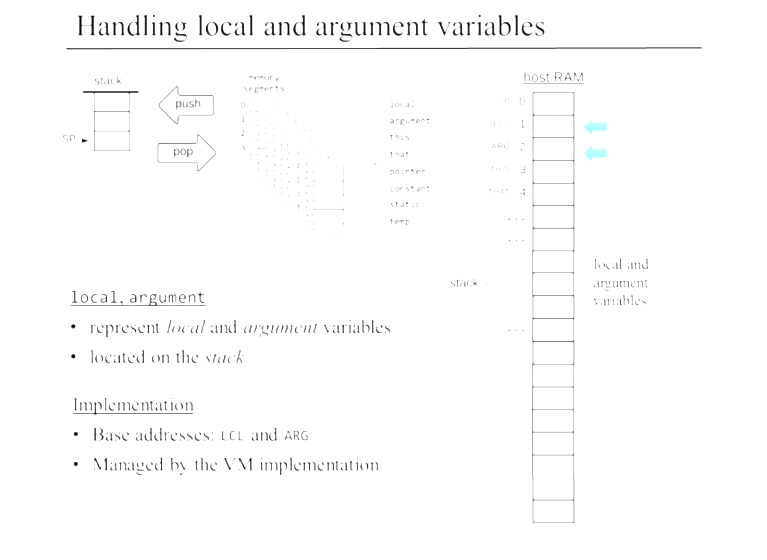 Handling local and argument variables
stack
push
pop
SP
memory
segments
0
1
2
3
local
argument
this
that
pointer
constant
static
temp
host RAM
SP 0
LCL 1
ARG 2
THIS 3
THAT 4
...
...
stack
...
local and
argument
variables
local, argument
• represent local and argument variables
• located on the stack
Implementation
• Base addresses: LCL and ARG
• Managed by the VM implementation